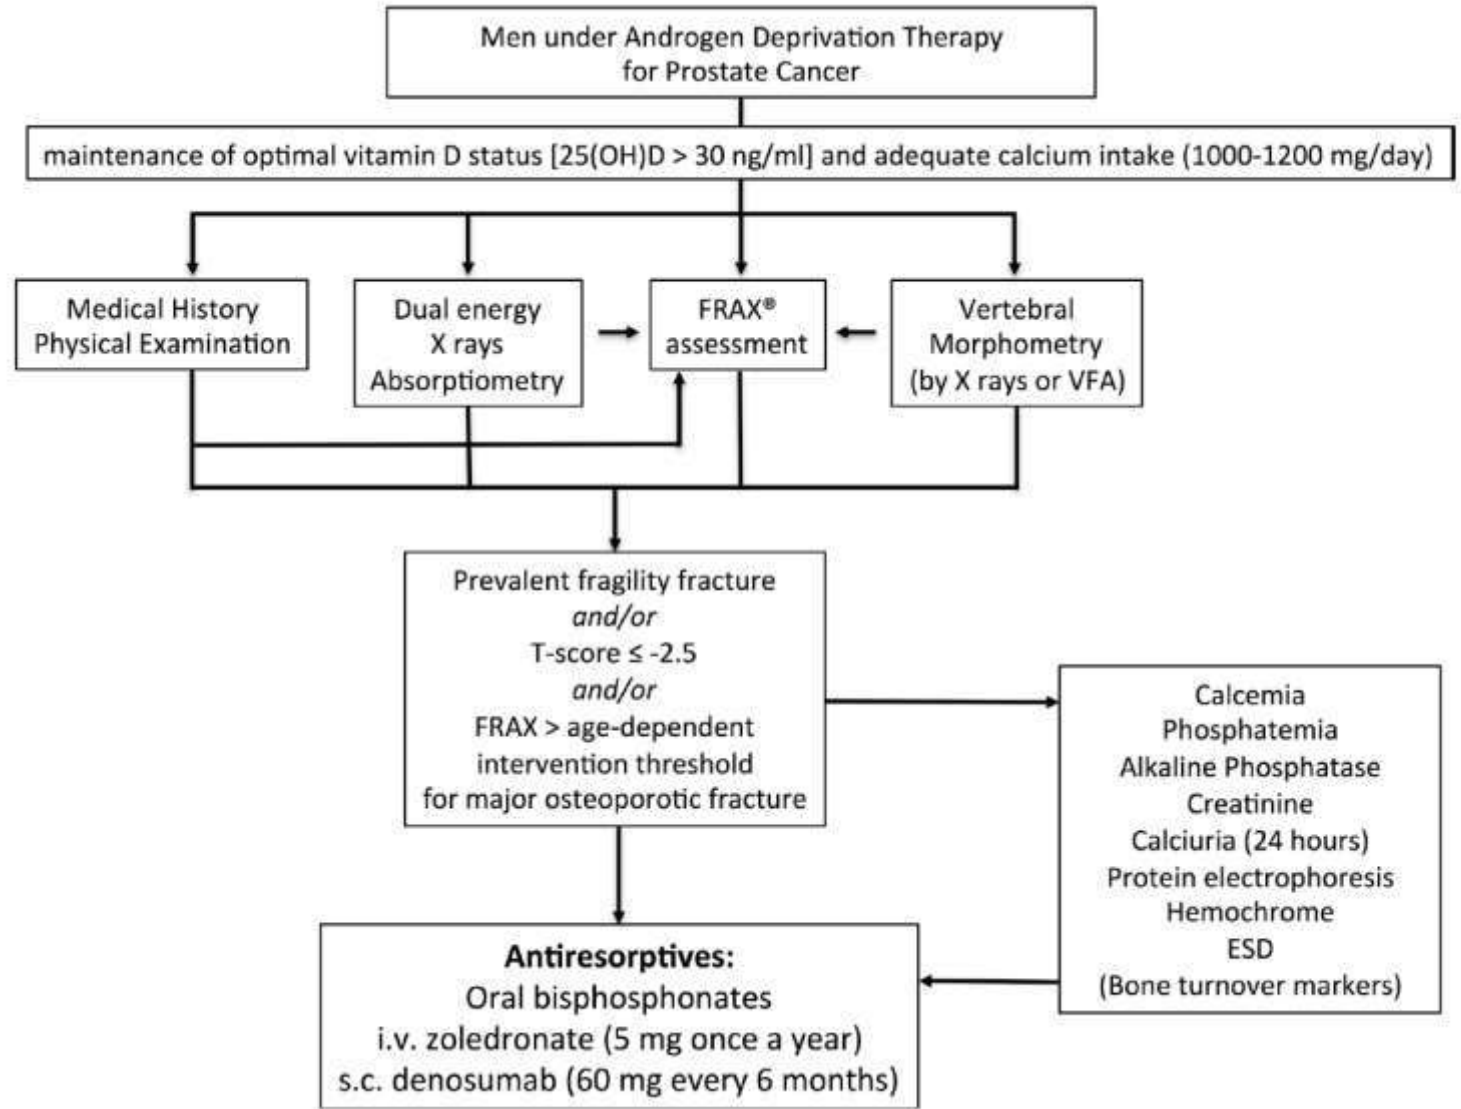 Men under Androgen Deprivation Therapy
for Prostate Cancer
maintenance of optimal vitamin D status [25(OH)D > 30 ng/ml] and adequate calcium intake (1000-1200 mg/day)
Medical History
Physical Examination
Dual energy
X rays
Absorptiometry
FRAX®
assessment
Vertebral
Morphometry
(by X rays or VFA)
Prevalent fragility fracture
and/or
T-score ≤ -2.5
and/or
FRAX > age-dependent
intervention threshold
for major osteoporotic fracture
Calcemia
Phosphatemia
Alkaline Phosphatase
Creatinine
Calciuria (24 hours)
Protein electrophoresis
Hemochrome
ESD
(Bone turnover markers)
Antiresorptives:
Oral bisphosphonates
i.v. zoledronate (5 mg once a year)
s.c. denosumab (60 mg every 6 months)